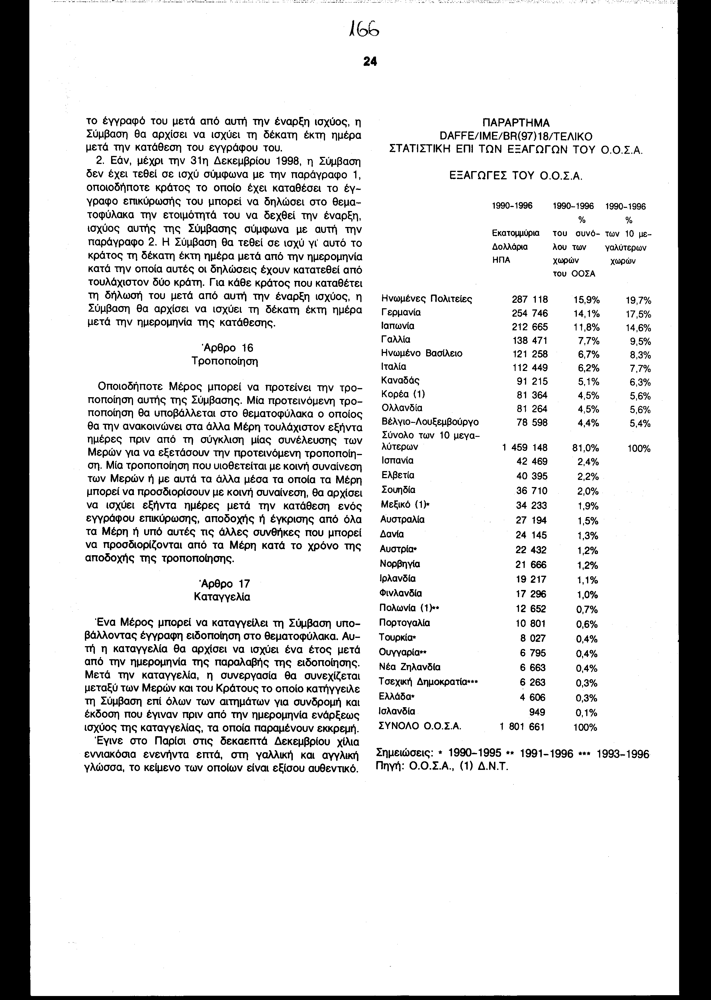 166
24
το έγγραφό του μετά από αυτή την έναρξη ισχύος, η
Σύμβαση θα αρχίσει να ισχύει τη δέκατη έκτη ημέρα
μετά την κατάθεση του εγγράφου του.
2. Εάν, μέχρι την 31η Δεκεμβρίου 1998, η Σύμβαση
δεν έχει τεθεί σε ισχύ σύμφωνα με την παράγραφο 1,
οποιοδήποτε κράτος το οποίο έχει καταθέσει το έγ-
γραφο επικύρωσής του μπορεί να δηλώσει στο θεμα-
τοφύλακα την ετοιμότητά του να δεχθεί την έναρξη,
ισχύος αυτής της Σύμβασης σύμφωνα με αυτή την
παράγραφο 2. Η Σύμβαση θα τεθεί σε ισχύ γι' αυτό το
κράτος τη δέκατη έκτη ημέρα μετά από την ημερομηνία
κατά την οποία αυτές οι δηλώσεις έχουν κατατεθεί από
τουλάχιστον δύο κράτη. Για κάθε κράτος που καταθέτει
τη δήλωσή του μετά από αυτή την έναρξη ισχύος, η
Σύμβαση θα αρχίσει να ισχύει τη δέκατη έκτη ημέρα
μετά την ημερομηνία της κατάθεσης.
Άρθρο 16
Τροποποίηση
Οποιοδήποτε Μέρος μπορεί να προτείνει την τρο-
ποποίηση αυτής της Σύμβασης. Μία προτεινόμενη τρο-
ποποίηση θα υποβάλλεται στο θεματοφύλακα ο οποίος
θα την ανακοινώνει στα άλλα Μέρη τουλάχιστον εξήντα
ημέρες πριν από τη σύγκλιση μίας συνέλευσης των
Μερών για να εξετάσουν την προτεινόμενη τροποποίη-
ση. Μία τροποποίηση που υιοθετείται με κοινή συναίνεση
των Μερών ή με αυτά τα άλλα μέσα τα οποία τα Μέρη
μπορεί να προσδιορίσουν με κοινή συναίνεση, θα αρχίσει
να ισχύει εξήντα ημέρες μετά την κατάθεση ενός
εγγράφου επικύρωσης, αποδοχής ή έγκρισης από όλα
τα Μέρη ή υπό αυτές τις άλλες συνθήκες που μπορεί
να προσδιορίζονται από τα Μέρη κατά το χρόνο της
αποδοχής της τροποποίησης.
Άρθρο 17
Καταγγελία
Ένα Μέρος μπορεί να καταγγείλει τη Σύμβαση υπο-
βάλλοντας έγγραφη ειδοποίηση στο θεματοφύλακα. Αυ-
τή η καταγγελία θα αρχίσει να ισχύει ένα έτος μετά
από την ημερομηνία της παραλαβής της ειδοποίησης.
Μετά την καταγγελία, η συνεργασία θα συνεχίζεται
μεταξύ των Μερών και του Κράτους το οποίο κατήγγειλε
τη Σύμβαση επί όλων των αιτημάτων για συνδρομή και
έκδοση που έγιναν πριν από την ημερομηνία ενάρξεως
ισχύος της καταγγελίας, τα οποία παραμένουν εκκρεμή.
Έγινε στο Παρίσι στις δεκαεπτά Δεκεμβρίου χίλια
εννιακόσια ενενήντα επτά, στη γαλλική και αγγλική
γλώσσα, το κείμενο των οποίων είναι εξίσου αυθεντικό.
ΠΑΡΑΡΤΗΜΑ
DAFFE/IME/BR(97)18/ΤΕΛΙΚΟ
ΣΤΑΤΙΣΤΙΚΗ ΕΠΙ ΤΩΝ ΕΞΑΓΩΓΩΝ ΤΟΥ Ο.Ο.Σ.Α.
ΕΞΑΓΩΓΕΣ ΤΟΥ Ο.Ο.Σ.Α.
1990-1996 1990-1996 1990-1996
% %
Εκατομμύρια του συνό- των 10 με-
Δολλάρια λου των γαλύτερων
ΗΠΑ χωρών χωρών
του ΟΟΣΑ
Ηνωμένες Πολιτείες 287 118 15,9% 19,7%
Γερμανία 254 746 14,1% 17,5%
Ιαπωνία 212 665 11,8% 14,6%
Γαλλία 138 471 7,7% 9,5%
Ηνωμένο Βασίλειο 121 258 6,7% 8,3%
Ιταλία 112 449 6,2% 7,7%
Καναδάς 91 215 5,1% 6,3%
Κορέα (1) 81 364 4,5% 5,6%
Ολλανδία 81 264 4,5% 5,6%
Βέλγιο-Λουξεμβούργο 78 598 4,4% 5,4%
Σύνολο των 10 μεγα-
λύτερων 1 459 148 81,0% 100%
Ισπανία 42 469 2,4%
Ελβετία 40 395 2,2%
Σουηδία 36 710 2,0%
Μεξικό (1)* 34 233 1,9%
Αυστραλία 27 194 1,5%
Δανία 24 145 1,3%
Αυστρία* 22 432 1,2%
Νορβηγία 21 666 1,2%
Ιρλανδία 19 217 1,1%
Φινλανδία 17 296 1,0%
Πολωνία (1)** 12 652 0,7%
Πορτογαλία 10 801 0,6%
Τουρκία* 8 027 0,4%
Ουγγαρία** 6 795 0,4%
Νέα Ζηλανδία 6 663 0,4%
Τσεχική Δημοκρατία*** 6 263 0,3%
Ελλάδα* 4 606 0,3%
Ισλανδία 949 0,1%
ΣΥΝΟΛΟ Ο.Ο.Σ.Α. 1 801 661 100%
Σημειώσεις: * 1990-1995 ** 1991-1996 *** 1993-1996
Πηγή: Ο.Ο.Σ.Α., (1) Δ.Ν.Τ.